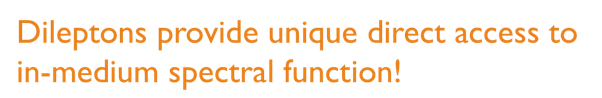 Dileptons provide unique direct access to
in-medium spectral function!